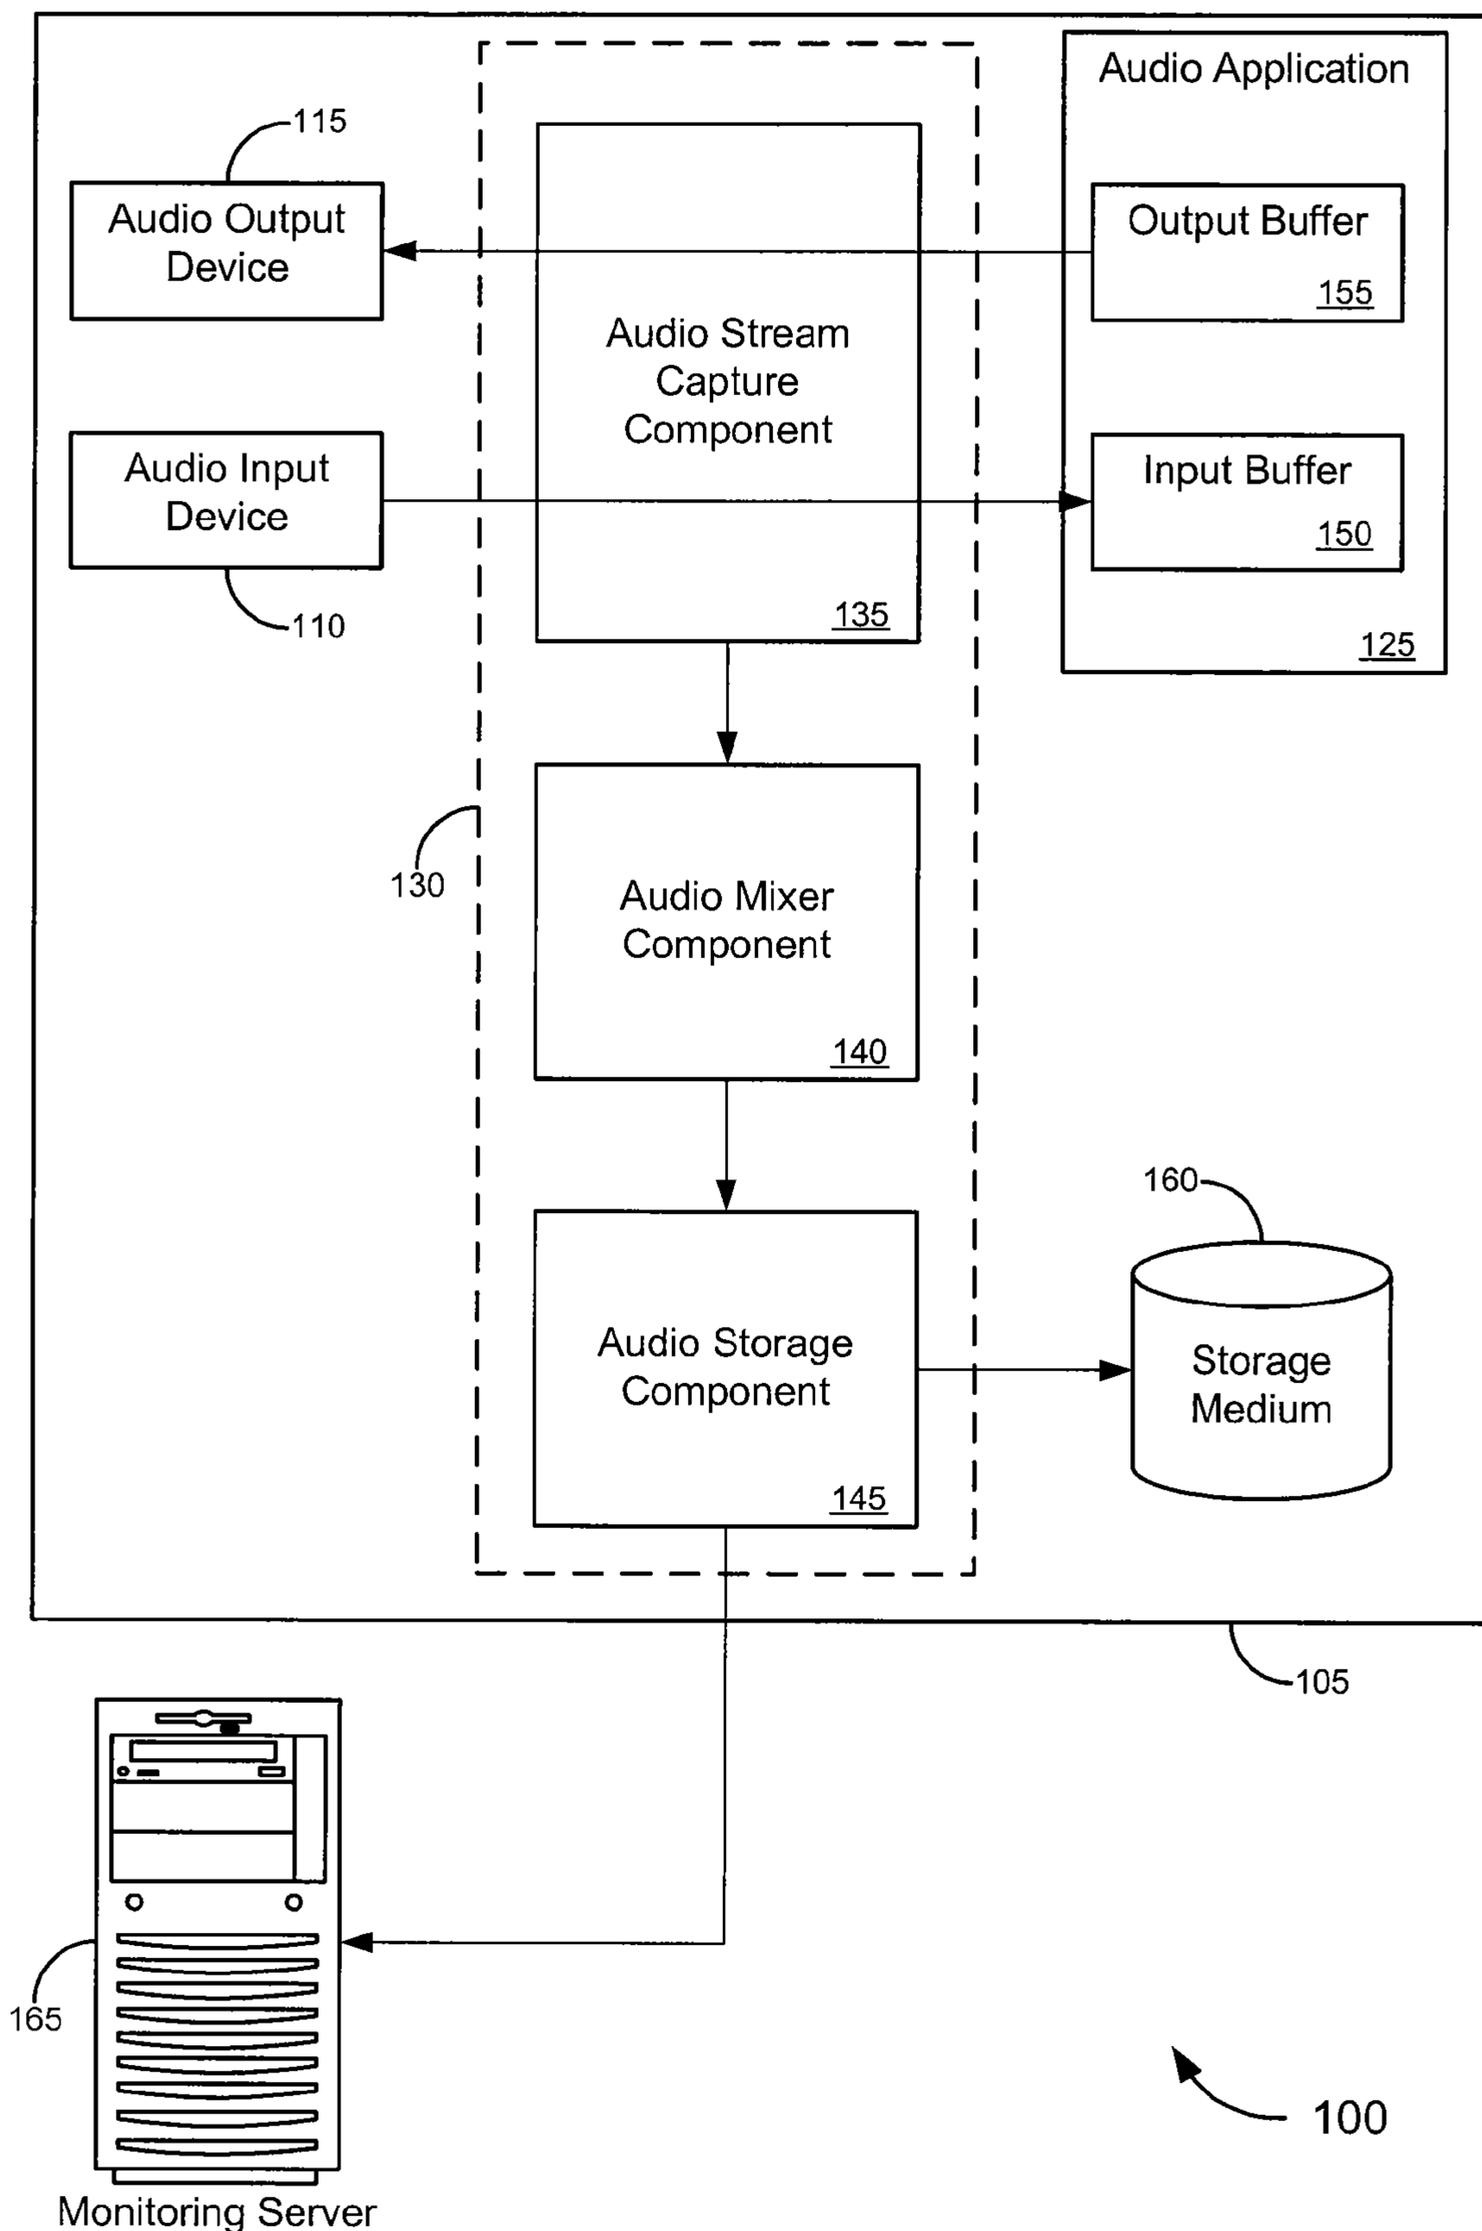 Audio Application
115
Audio Output
Device
Output Buffer
155
Audio Stream
Capture
Component
Audio Input
Device
Input Buffer
150
110
135
125
130
Audio Mixer
Component
140
160
Audio Storage
Component
Storage
Medium
145
105
165
100
Monitoring Server